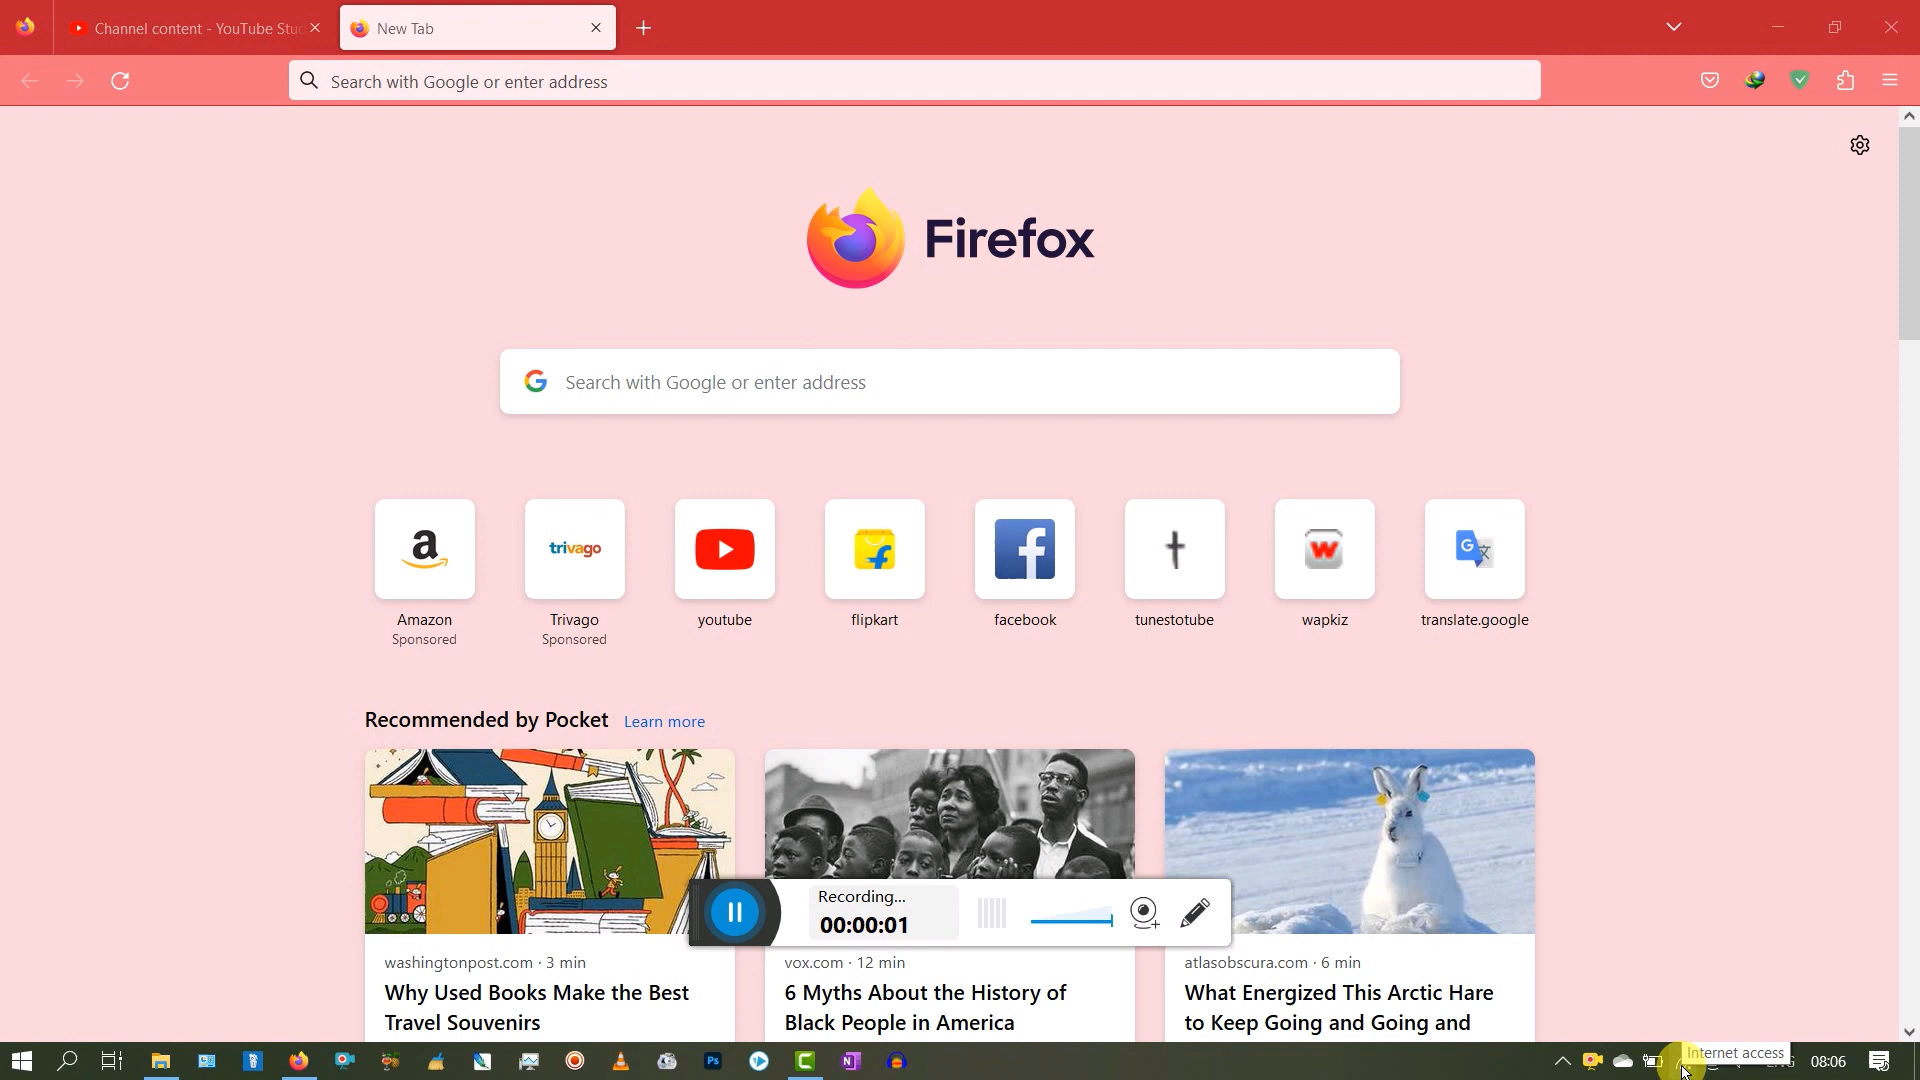 Channel content - YouTube Stu
New Tab
Search with Google or enter address
Firefox
Search with Google or enter address
a
trivago
f
f
t
W
G 文
Amazon
Sponsored
Trivago
Sponsored
youtube
flipkart
facebook
tunestotube
wapkiz
translate.google
Recommended by Pocket Learn more
Recording...
00:00:01
washingtonpost.com · 3 min
Why Used Books Make the Best
Travel Souvenirs
vox.com · 12 min
6 Myths About the History of
Black People in America
atlasobscura.com · 6 min
What Energized This Arctic Hare
to Keep Going and Going and
Internet access
Ps
C
N
08:06